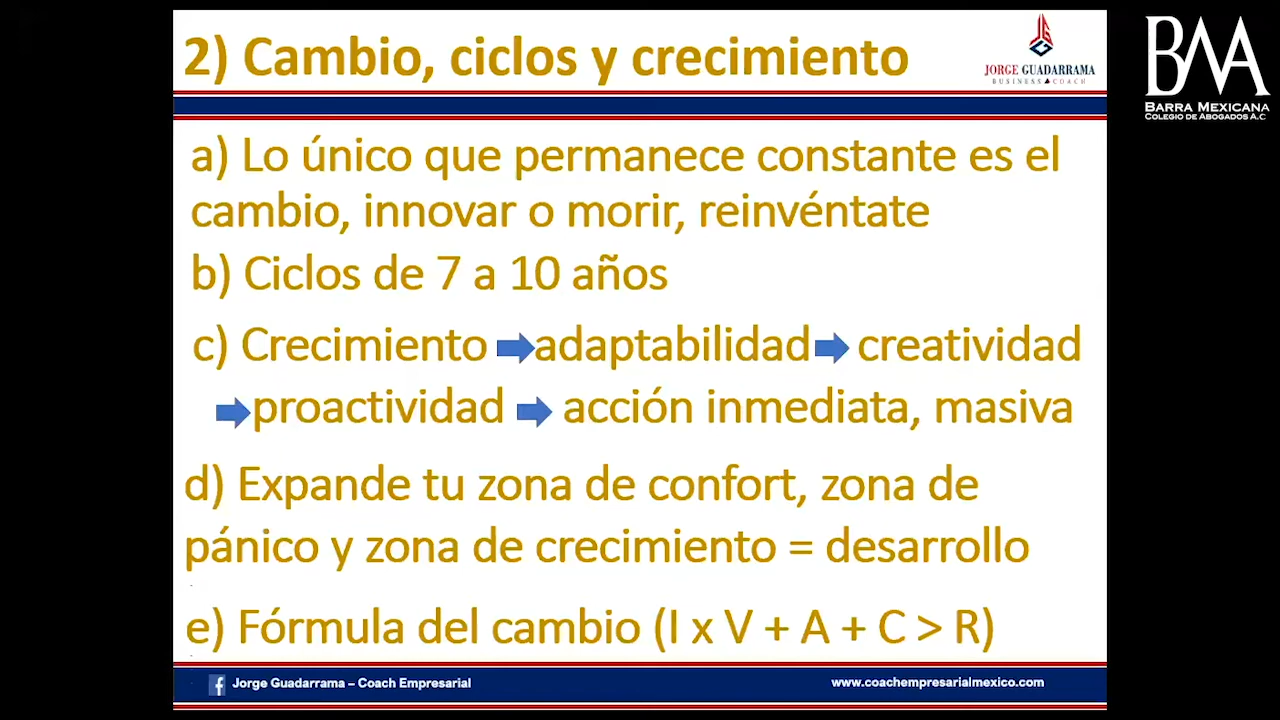 2) Cambio, ciclos y crecimiento
JORGE GUADARRAMA
BUSINESS COACH
BMA
BARRA MEXICANA
COLEGIO DE ABOGADOS A.C
a) Lo único que permanece constante es el
cambio, innovar o morir, reinvéntate
b) Ciclos de 7 a 10 años
c) Crecimiento adaptabilidad creatividad
proactividad acción inmediata, masiva
d) Expande tu zona de confort, zona de
pánico y zona de crecimiento = desarrollo
e) Fórmula del cambio (I x V + A + C > R)
Jorge Guadarrama – Coach Empresarial
www.coachempresarialmexico.com